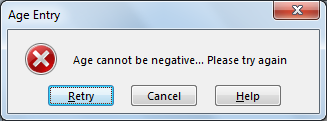 Age Entry
Age cannot be negative... Please try again
Retry Cancel Help